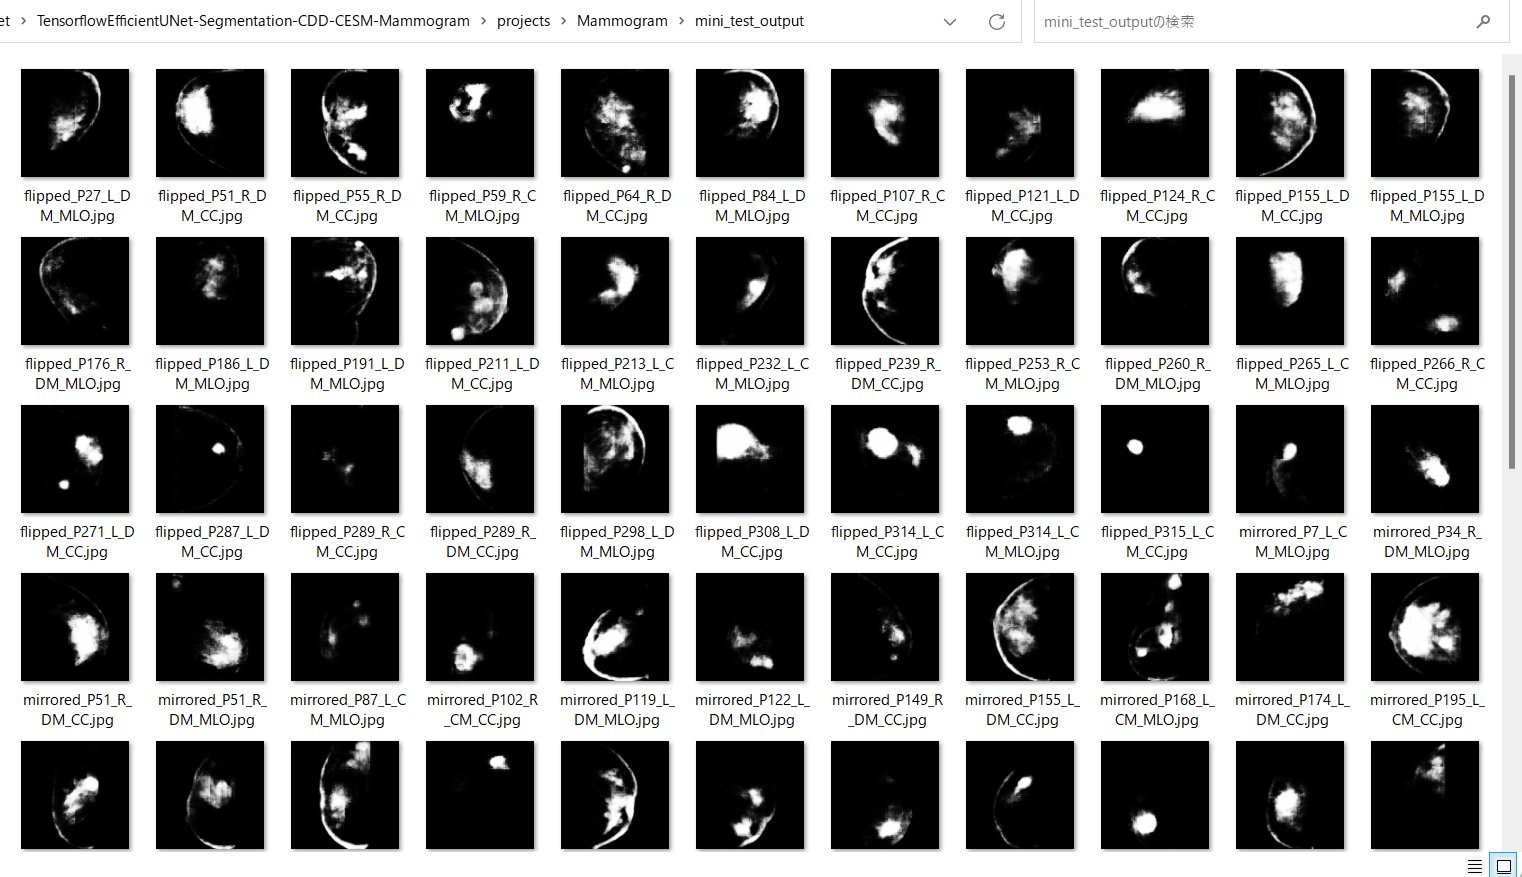 et > TensorflowEfficientUNet-Segmentation-CDD-CESM-Mammogram > projects > Mammogram > mini_test_output
mini_test_outputの検索
flipped_P27_L_D
M_MLO.jpg
flipped_P51_R_D
M_CC.jpg
flipped_P55_R_D
M_CC.jpg
flipped_P59_R_C
M_MLO.jpg
flipped_P64_R_D
M_CC.jpg
flipped_P84_L_D
M_MLO.jpg
flipped_P107_R_C
M_CC.jpg
flipped_P121_L_D
M_CC.jpg
flipped_P124_R_C
M_CC.jpg
flipped_P155_L_D
M_CC.jpg
flipped_P155_L_D
M_MLO.jpg
flipped_P176_R_
DM_MLO.jpg
flipped_P186_L_D
M_MLO.jpg
flipped_P191_L_D
M_MLO.jpg
flipped_P211_L_D
M_CC.jpg
flipped_P213_L_C
M_MLO.jpg
flipped_P232_L_C
M_MLO.jpg
flipped_P239_R_
DM_CC.jpg
flipped_P253_R_C
M_MLO.jpg
flipped_P260_R_
DM_MLO.jpg
flipped_P265_L_C
M_MLO.jpg
flipped_P266_R_C
M_CC.jpg
flipped_P271_L_D
M_CC.jpg
flipped_P287_L_D
M_CC.jpg
flipped_P289_R_C
M_CC.jpg
flipped_P289_R_
DM_CC.jpg
flipped_P298_L_D
M_MLO.jpg
flipped_P308_L_D
M_CC.jpg
flipped_P314_L_C
M_CC.jpg
flipped_P314_L_C
M_MLO.jpg
flipped_P315_L_C
M_CC.jpg
mirrored_P7_L_C
M_MLO.jpg
mirrored_P34_R_
DM_MLO.jpg
mirrored_P51_R_
DM_CC.jpg
mirrored_P51_R_
DM_MLO.jpg
mirrored_P87_L_C
M_MLO.jpg
mirrored_P102_R
_CM_CC.jpg
mirrored_P119_L_
DM_MLO.jpg
mirrored_P122_L_
DM_MLO.jpg
mirrored_P149_R
_DM_CC.jpg
mirrored_P155_L_
DM_CC.jpg
mirrored_P168_L_
CM_MLO.jpg
mirrored_P174_L_
DM_CC.jpg
mirrored_P195_L_
CM_CC.jpg